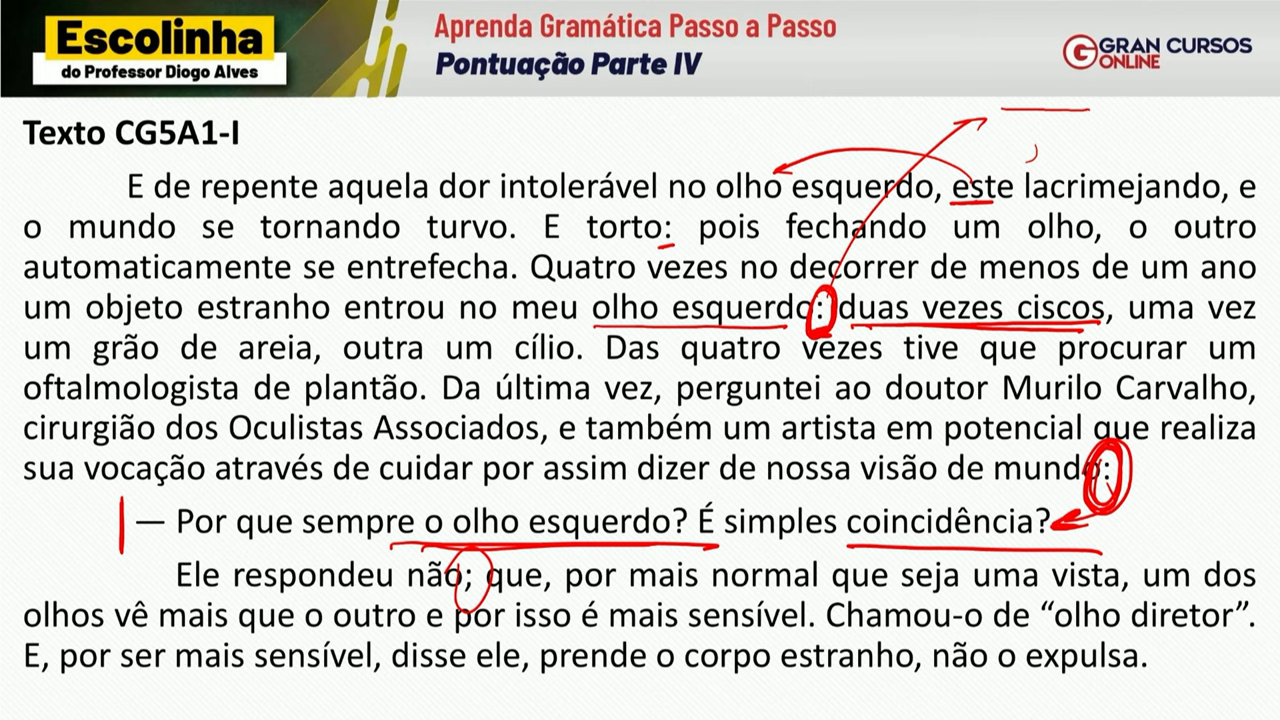 Escolinha
do Professor Diogo Alves
Aprenda Gramática Passo a Passo
Pontuação Parte IV
GRAN CURSOS
ONLINE
Texto CG5A1-I
E de repente aquela dor intolerável no olho esquerdo, este lacrimejando, e
o mundo se tornando turvo. E torto: pois fechando um olho, o outro
automaticamente se entrefecha. Quatro vezes no decorrer de menos de um ano
um objeto estranho entrou no meu olho esquerdo: duas vezes ciscos, uma vez
um grão de areia, outra um cílio. Das quatro vezes tive que procurar um
oftalmologista de plantão. Da última vez, perguntei ao doutor Murilo Carvalho,
cirurgião dos Oculistas Associados, e também um artista em potencial que realiza
sua vocação através de cuidar por assim dizer de nossa visão de mundo:
— Por que sempre o olho esquerdo? É simples coincidência?
Ele respondeu não; que, por mais normal que seja uma vista, um dos
olhos vê mais que o outro e por isso é mais sensível. Chamou-o de “olho diretor”.
E, por ser mais sensível, disse ele, prende o corpo estranho, não o expulsa.